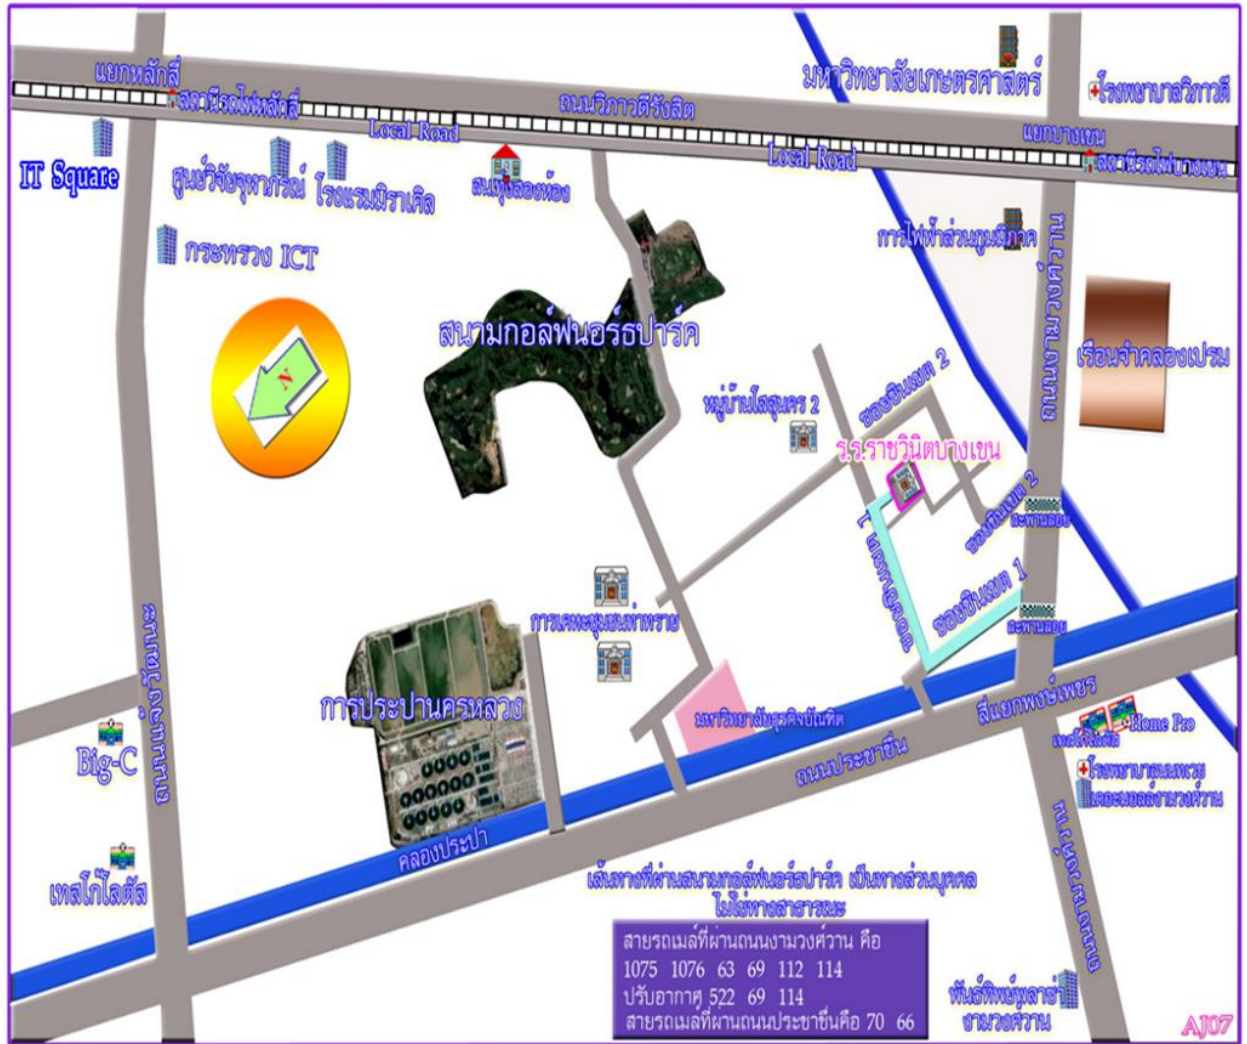 มหาวิทยาลัยเกษตรศาสตร์
แยกหลักสี่
โรงพยาบาลวิภาวดี
สถานีรถไฟหลักสี่
ถนนวิภาวดีรังสิต
Local Road
แยกบางเขน
Local Road
สถานีรถไฟบางเขน
IT Square
ศูนย์วิจัยจุฬาภรณ์
โรงแรมมิราเคิล
สน.ทุ่งสองห้อง
กระทรวง ICT
การไฟฟ้าส่วนภูมิภาค
ถนนงามวงศ์วาน
N
สนามกอล์ฟนอร์ธปาร์ค
เรือนจำคลองเปรม
หมู่บ้านโสสุนคร 2
ซอยชินเขต 2
ร.ร.ราชวินิตบางเขน
ซอยชินเขต 2
สะพานลอย
ซอยชินเขต 1
สะพานลอย
การเคหะชุมชนท่าทราย
ถนนแจ้งวัฒนะ
การประปานครหลวง
มหาวิทยาลัยธุรกิจบัณฑิต
สี่แยกพงษ์เพชร
Big-C
เทสโก้โลตัส
Home Pro
ถนนประชาชื่น
โรงพยาบาลนนทเวช
เดอะมอลล์งามวงศ์วาน
คลองประปา
เทสโก้โลตัส
ถนนงามวงศ์วาน
เส้นทางที่ผ่านสนามกอล์ฟนอร์ธปาร์ค เป็นทางส่วนบุคคล
ไม่ใช่ทางสาธารณะ
สายรถเมล์ที่ผ่านถนนงามวงศ์วาน คือ
1075 1076 63 69 112 114
ปรับอากาศ 522 69 114
สายรถเมล์ที่ผ่านถนนประชาชื่นคือ 70 66
พันธ์ทิพย์พลาซ่า
งามวงศ์วาน
AJ07